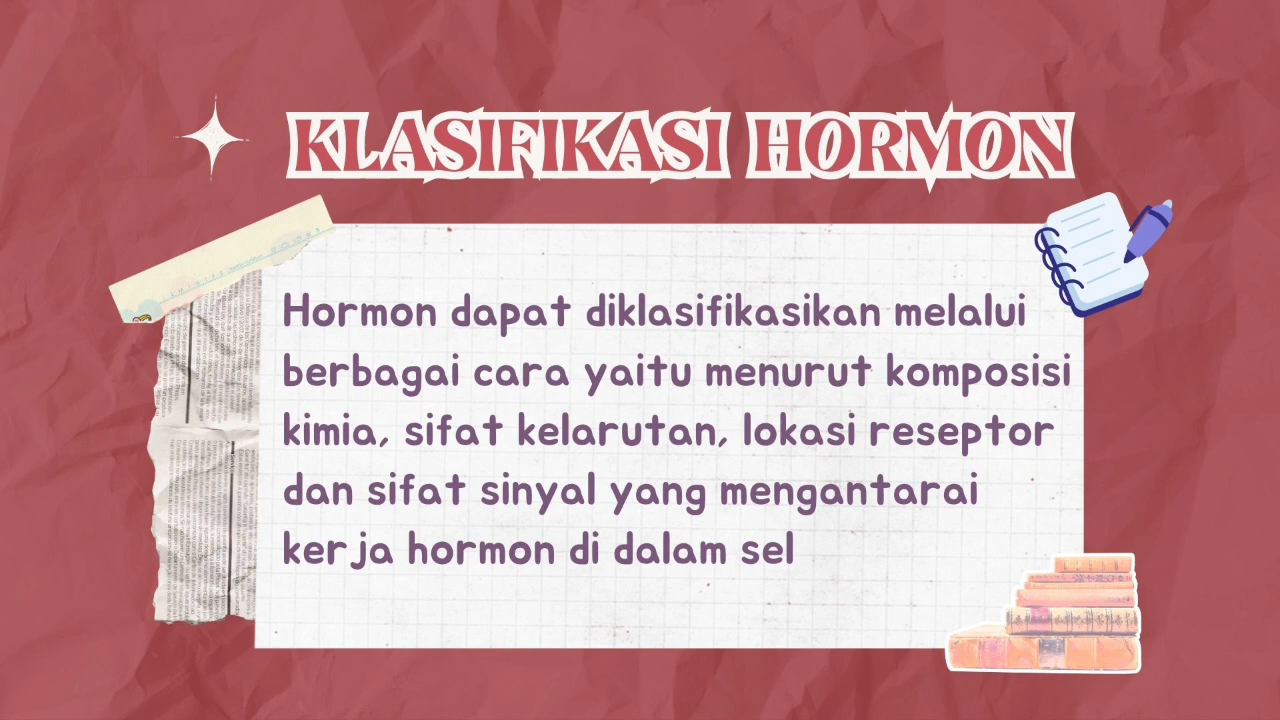 KLASIFIKASI HORMON
Hormon dapat diklasifikasikan melalui
berbagai cara yaitu menurut komposisi
kimia, sifat kelarutan, lokasi reseptor
dan sifat sinyal yang mengantarai
kerja hormon di dalam sel